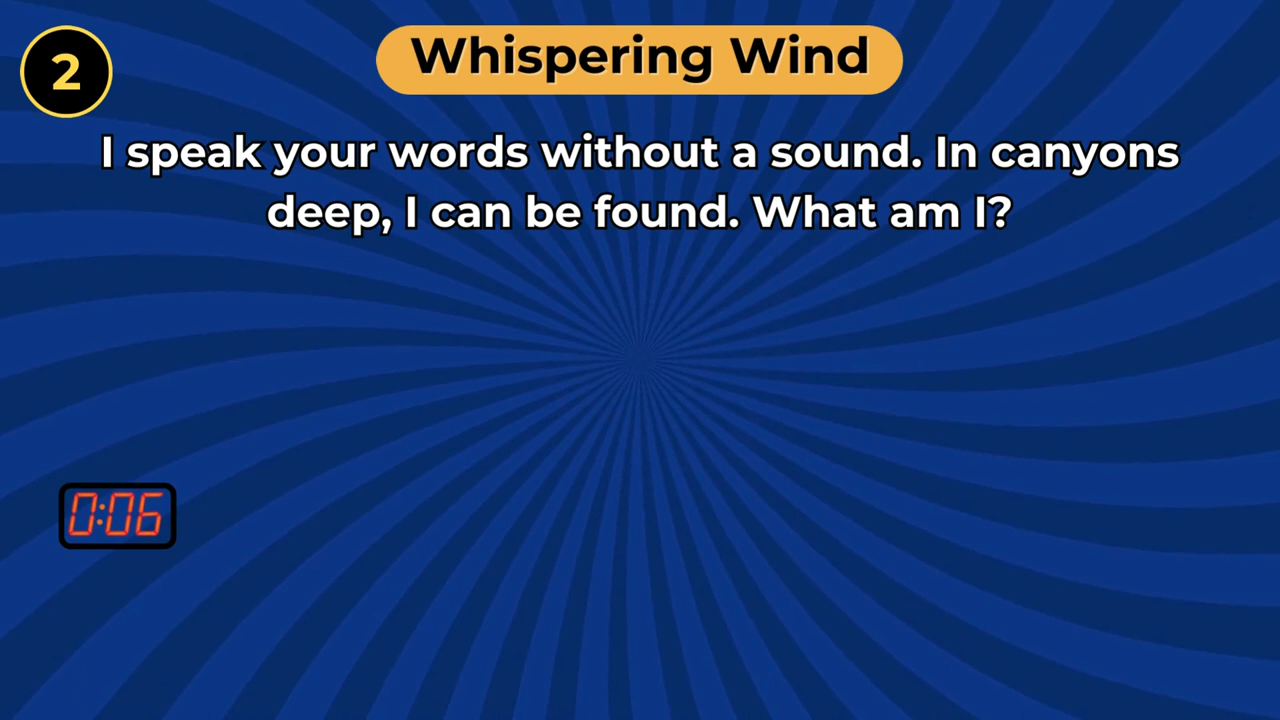 2
Whispering Wind
I speak your words without a sound. In canyons
deep, I can be found. What am I?
0:06